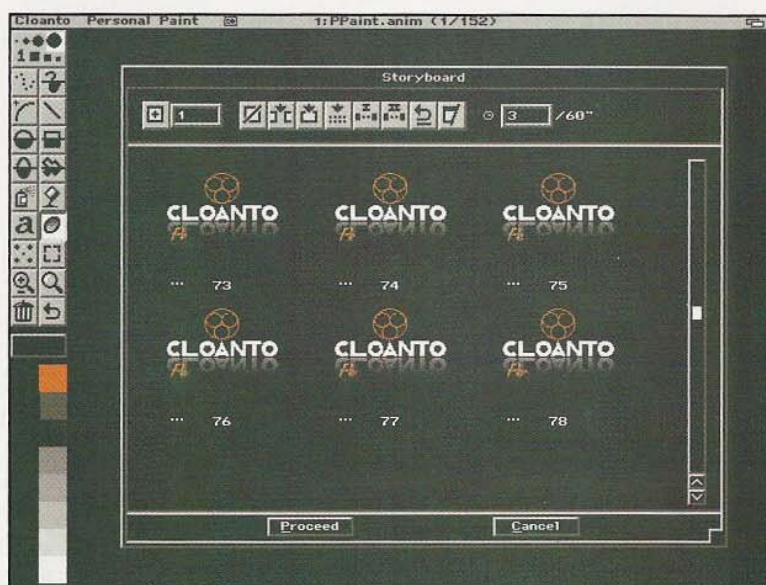 Cloanto Personal Paint 1:PPaint.anim (1/152)
1
a
Storyboard
1 3 /60"
CLOANTO CLOANTO CLOANTO
... 73 ... 74 ... 75
CLOANTO CLOANTO CLOANTO
... 76 ... 77 ... 78
Proceed Cancel